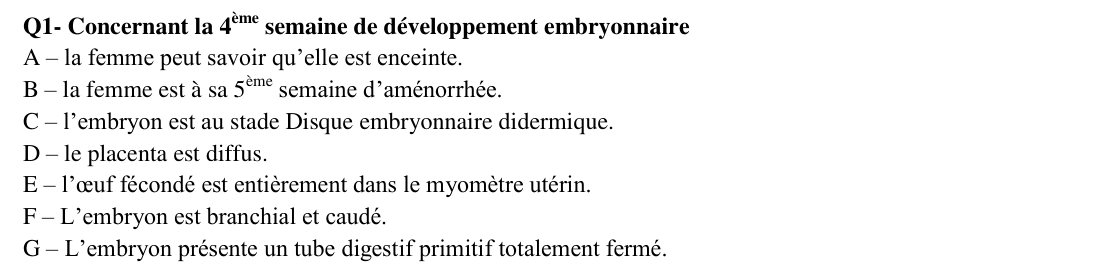 Q1- Concernant la 4ème semaine de développement embryonnaire
A – la femme peut savoir qu’elle est enceinte.
B – la femme est à sa 5ème semaine d’aménorrhée.
C – l’embryon est au stade Disque embryonnaire didermique.
D – le placenta est diffus.
E – l’œuf fécondé est entièrement dans le myomètre utérin.
F – L’embryon est branchial et caudé.
G – L’embryon présente un tube digestif primitif totalement fermé.